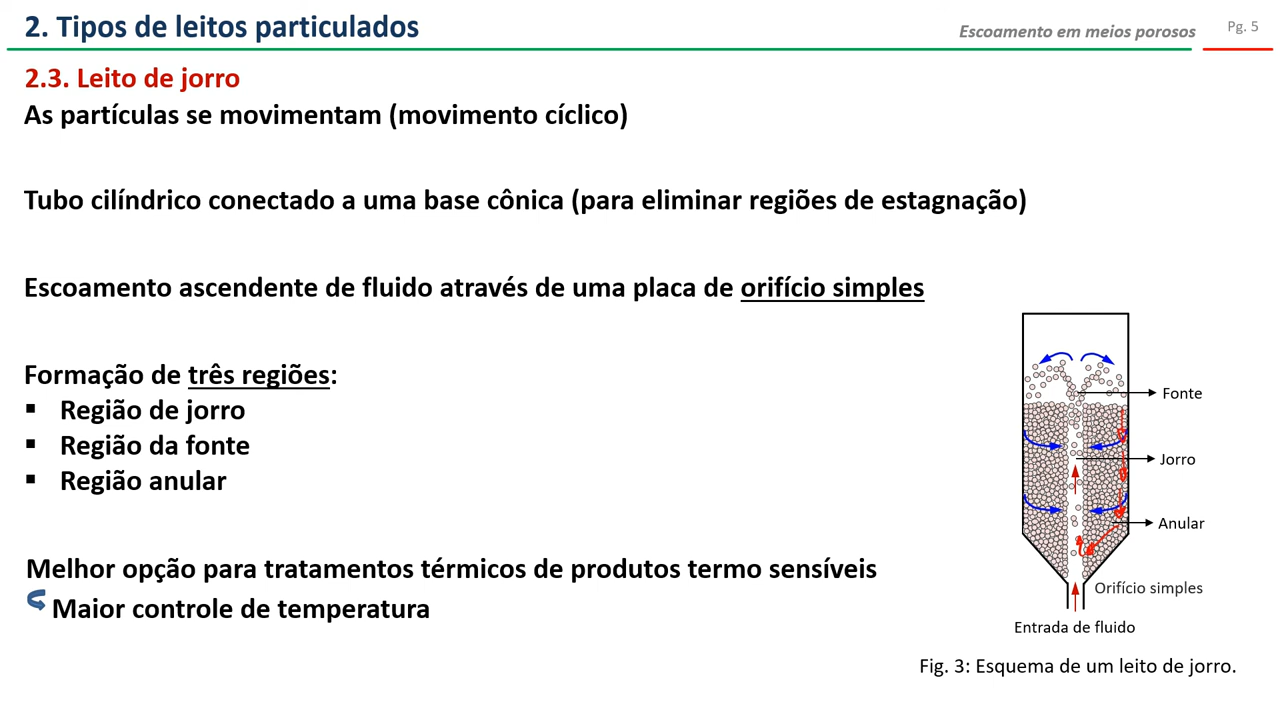 2. Tipos de leitos particulados
Escoamento em meios porosos
Pg. 5
2.3. Leito de jorro
As partículas se movimentam (movimento cíclico)
Tubo cilíndrico conectado a uma base cônica (para eliminar regiões de estagnação)
Escoamento ascendente de fluido através de uma placa de orifício simples
Formação de três regiões:
▪ Região de jorro
▪ Região da fonte
▪ Região anular
Melhor opção para tratamentos térmicos de produtos termo sensíveis
Maior controle de temperatura
Fonte
Jorro
Anular
Orifício simples
Entrada de fluido
Fig. 3: Esquema de um leito de jorro.